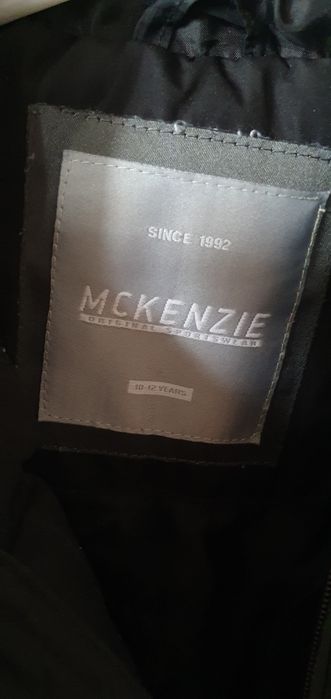 SINCE 1992
MCKENZIE
ORIGINAL SPORTSWEAR
10-12 YEARS